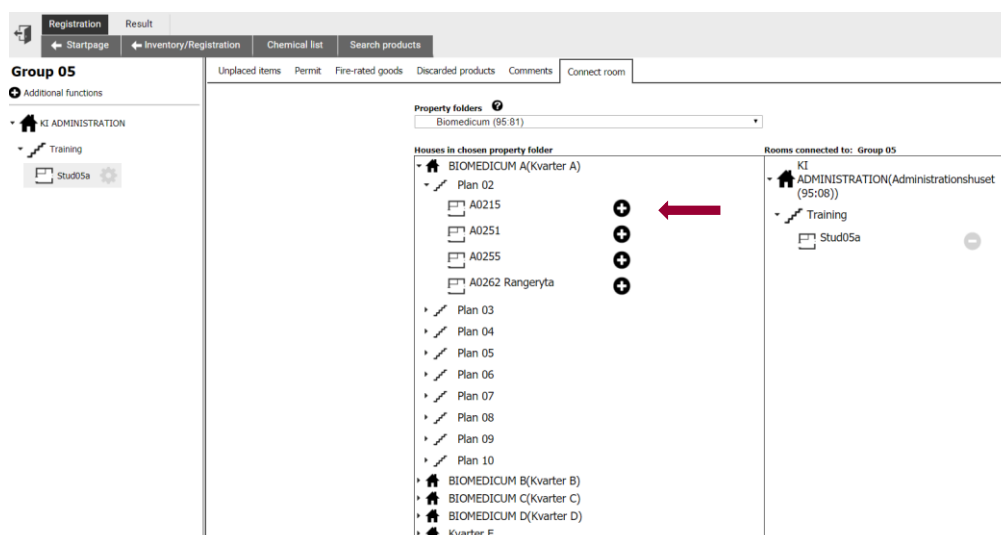 Registration Result
Startpage Inventory/Registration Chemical list Search products
Group 05
Additional functions
KI ADMINISTRATION
Training
Stud05a
Unplaced items Permit Fire-rated goods Discarded products Comments Connect room
Property folders
Biomedicum (95:81)
Houses in chosen property folder
BIOMEDICUM A(Kvarter A)
Plan 02
A0215
A0251
A0255
A0262 Rangeryta
Plan 03
Plan 04
Plan 05
Plan 06
Plan 07
Plan 08
Plan 09
Plan 10
BIOMEDICUM B(Kvarter B)
BIOMEDICUM C(Kvarter C)
BIOMEDICUM D(Kvarter D)
Kvarter E
Rooms connected to: Group 05
KI
ADMINISTRATION(Administrationshuset
(95:08))
Training
Stud05a